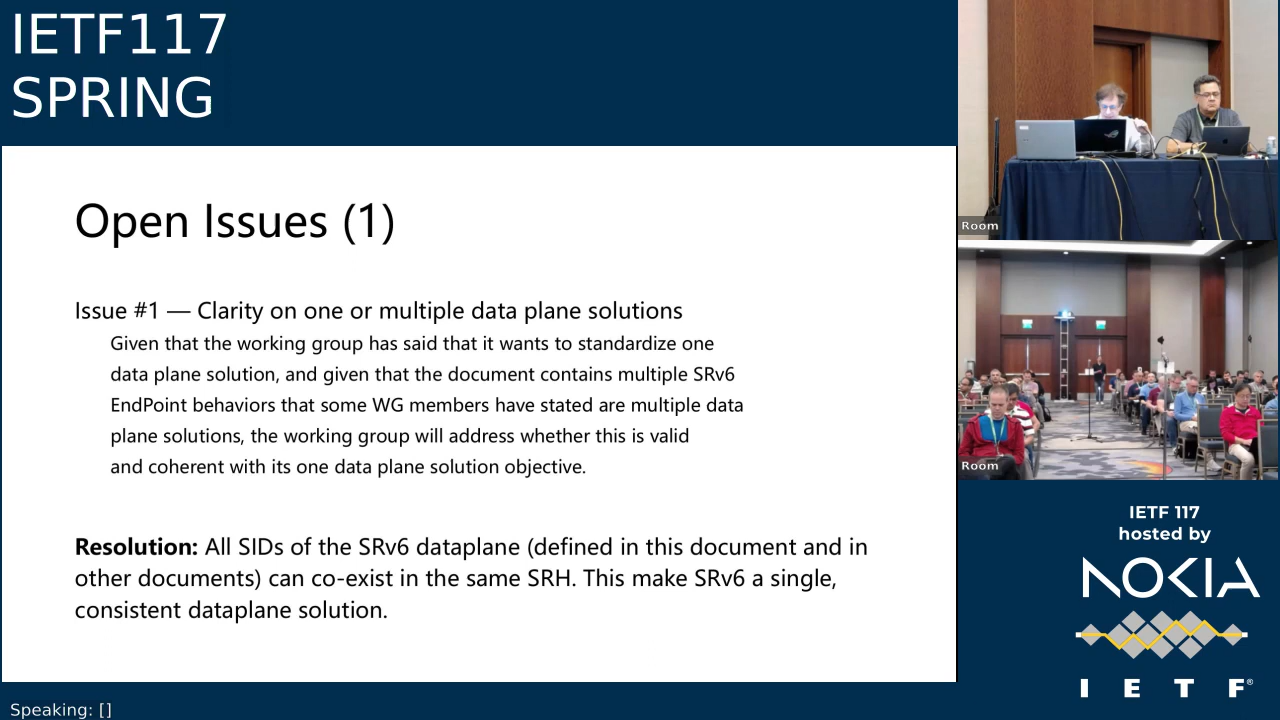 IETF117
SPRING
Open Issues (1)
Issue #1 — Clarity on one or multiple data plane solutions
Given that the working group has said that it wants to standardize one
data plane solution, and given that the document contains multiple SRv6
EndPoint behaviors that some WG members have stated are multiple data
plane solutions, the working group will address whether this is valid
and coherent with its one data plane solution objective.
Resolution: All SIDs of the SRv6 dataplane (defined in this document and in
other documents) can co-exist in the same SRH. This make SRv6 a single,
consistent dataplane solution.
Speaking: []
Room
Room
IETF 117
hosted by
NOKIA
I E T F®